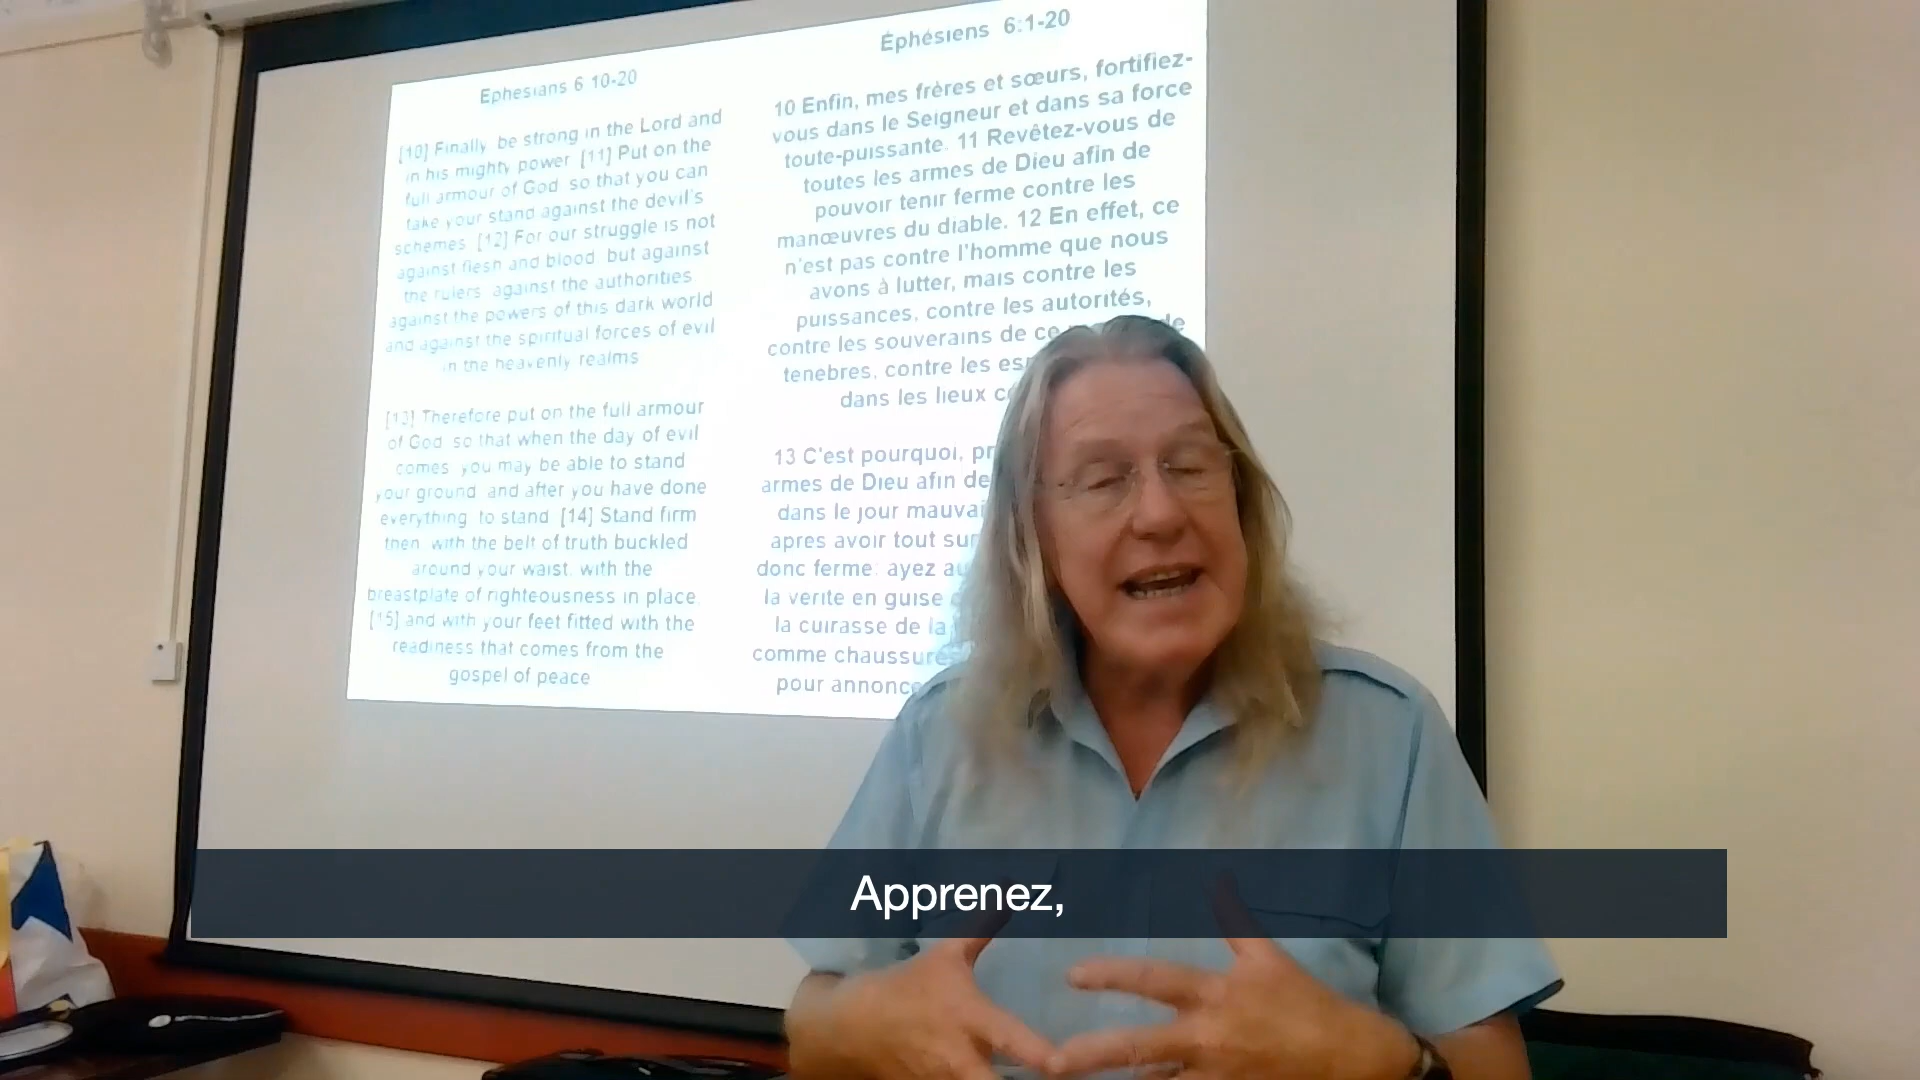 Ephesians 6 10-20
[10] Finally be strong in the Lord and
in his mighty power [11] Put on the
full armour of God so that you can
take your stand against the devil's
schemes [12] For our struggle is not
against flesh and blood but against
the rulers against the authorities
against the powers of this dark world
and against the spiritual forces of evil
in the heavenly realms
[13] Therefore put on the full armour
of God so that when the day of evil
comes you may be able to stand
your ground and after you have done
everything to stand [14] Stand firm
then with the belt of truth buckled
around your waist, with the
breastplate of righteousness in place
[15] and with your feet fitted with the
readiness that comes from the
gospel of peace
Éphésiens 6:1-20
10 Enfin, mes frères et sœurs, fortifiez-
vous dans le Seigneur et dans sa force
toute-puissante. 11 Revêtez-vous de
toutes les armes de Dieu afin de
pouvoir tenir ferme contre les
manœuvres du diable. 12 En effet, ce
n'est pas contre l'homme que nous
avons à lutter, mais contre les
puissances, contre les autorités,
contre les souverains de ce
tenebres, contre les
dans les lieux
13 C'est pourquoi,
armes de Dieu afin de
dans le jour
apres avoir tout
donc ferme: ayez
la verite en guise
la cuirasse de la
comme
pour
Apprenez,